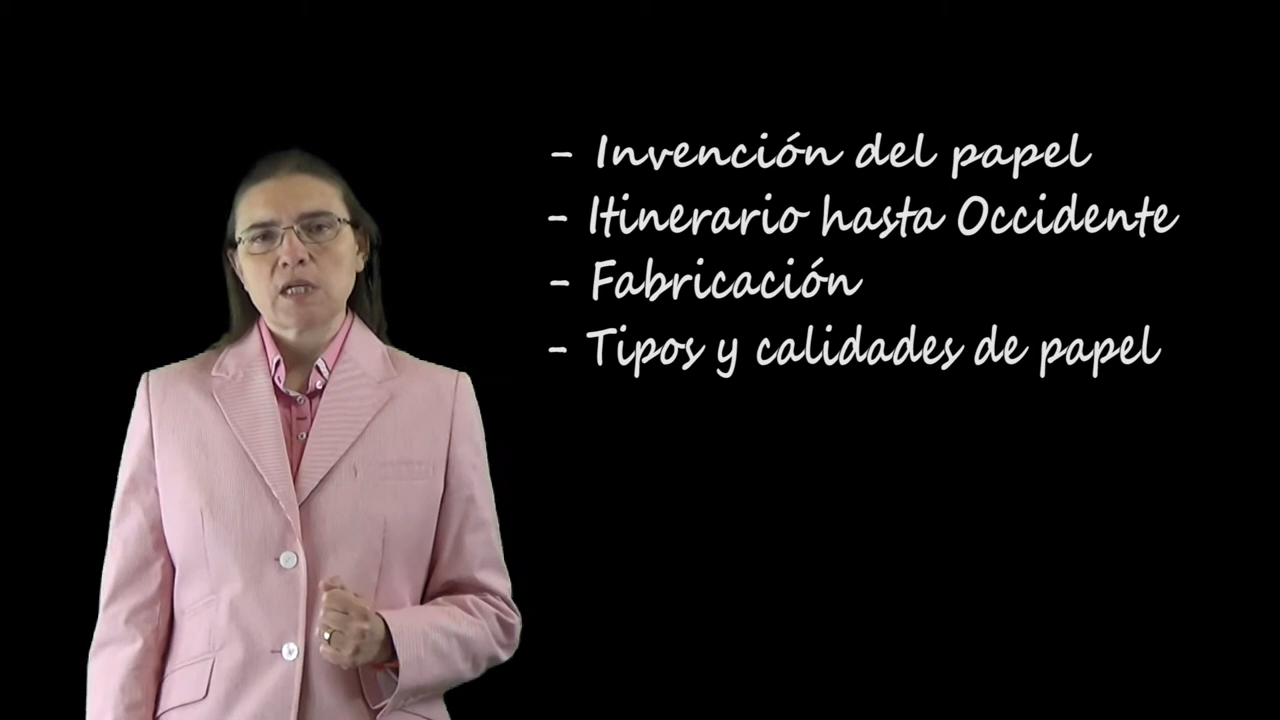 - Invención del papel
- Itinerario hasta Occidente
- Fabricación
- Tipos y calidades de papel